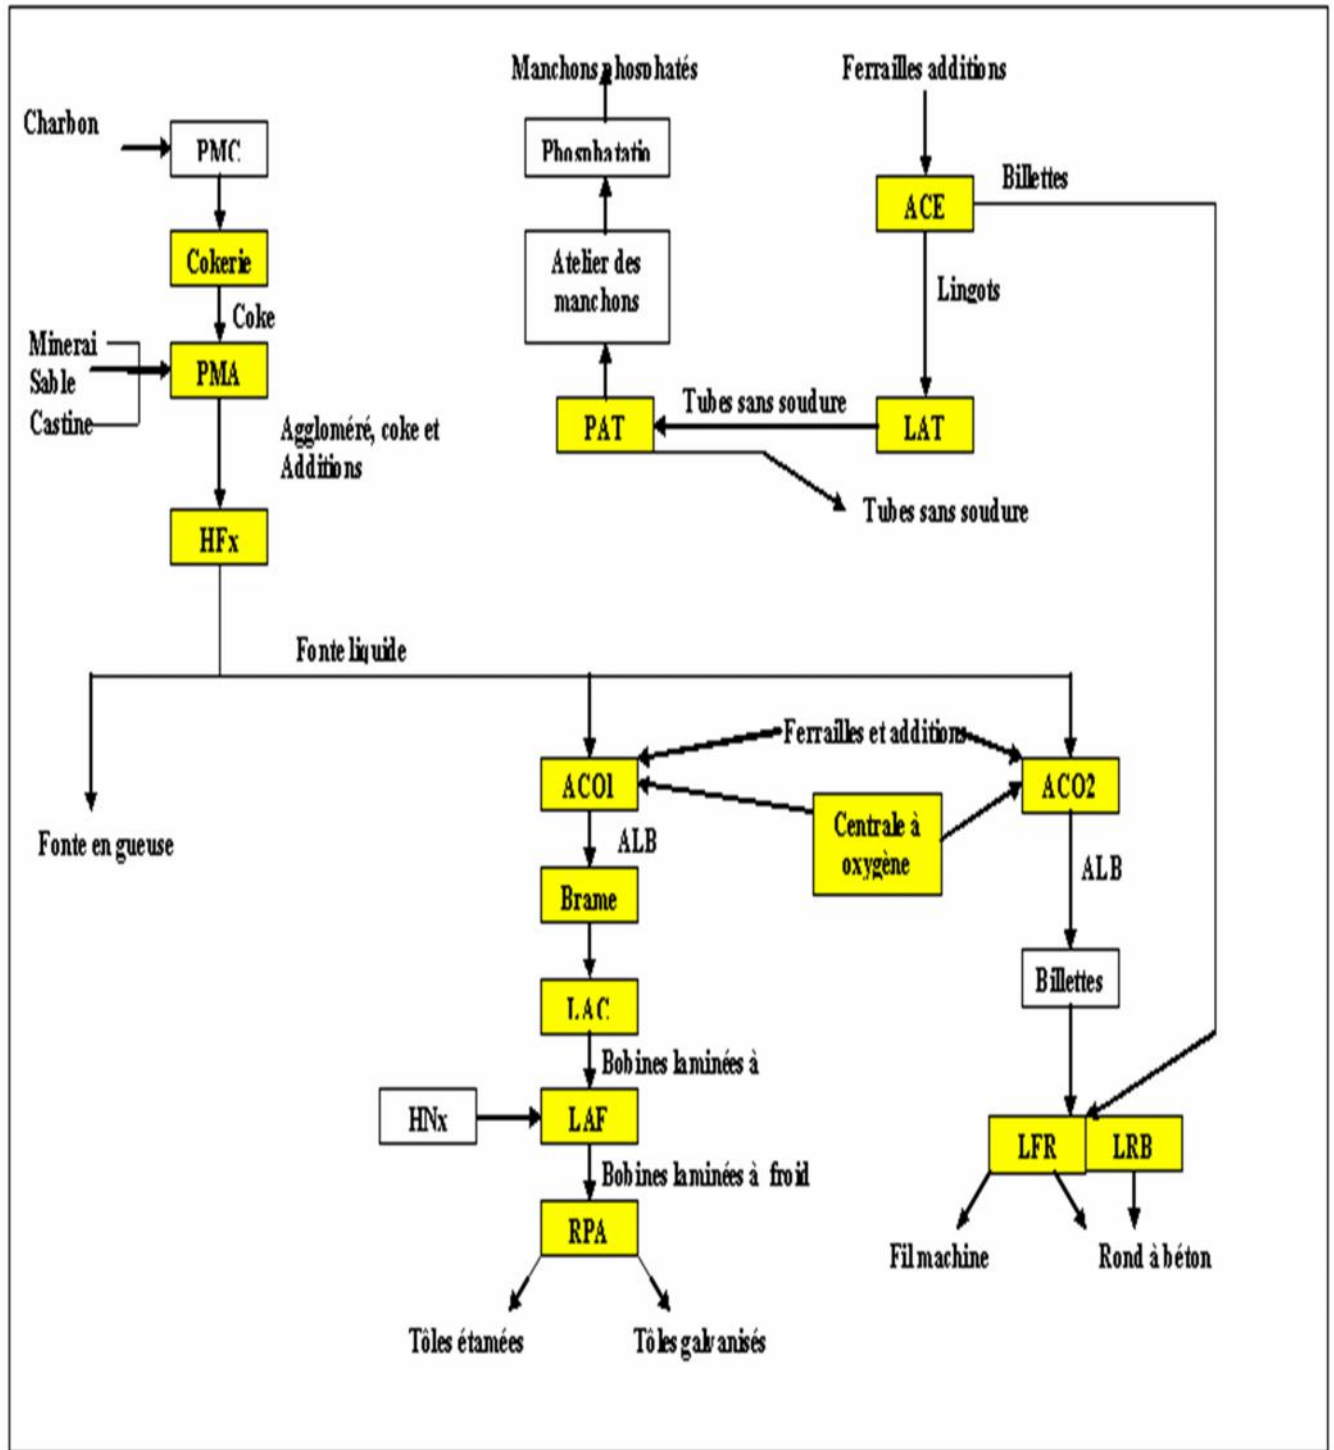 Manchons phosphatés
Ferrailles additions
Charbon
PMC
Phosphatatio
Billettes
ACE
Cokerie
Atelier des
manchons
Lingots
Coke
Minerai
Sable
Castine
PMA
Tubes sans soudure
PAT
LAT
Aggloméré, coke et
Additions
Tubes sans soudure
HFx
Fonte liquide
Ferrailles et additions
ACO1
ACO2
Centrale à
oxygène
Fonte en gueuse
ALB
ALB
Brame
Billettes
LAC
Bobines laminées à
HNx
LAF
LFR
LRB
Bobines laminées à froid
RPA
Fil machine
Rond à béton
Tôles étamées
Tôles galvanisés